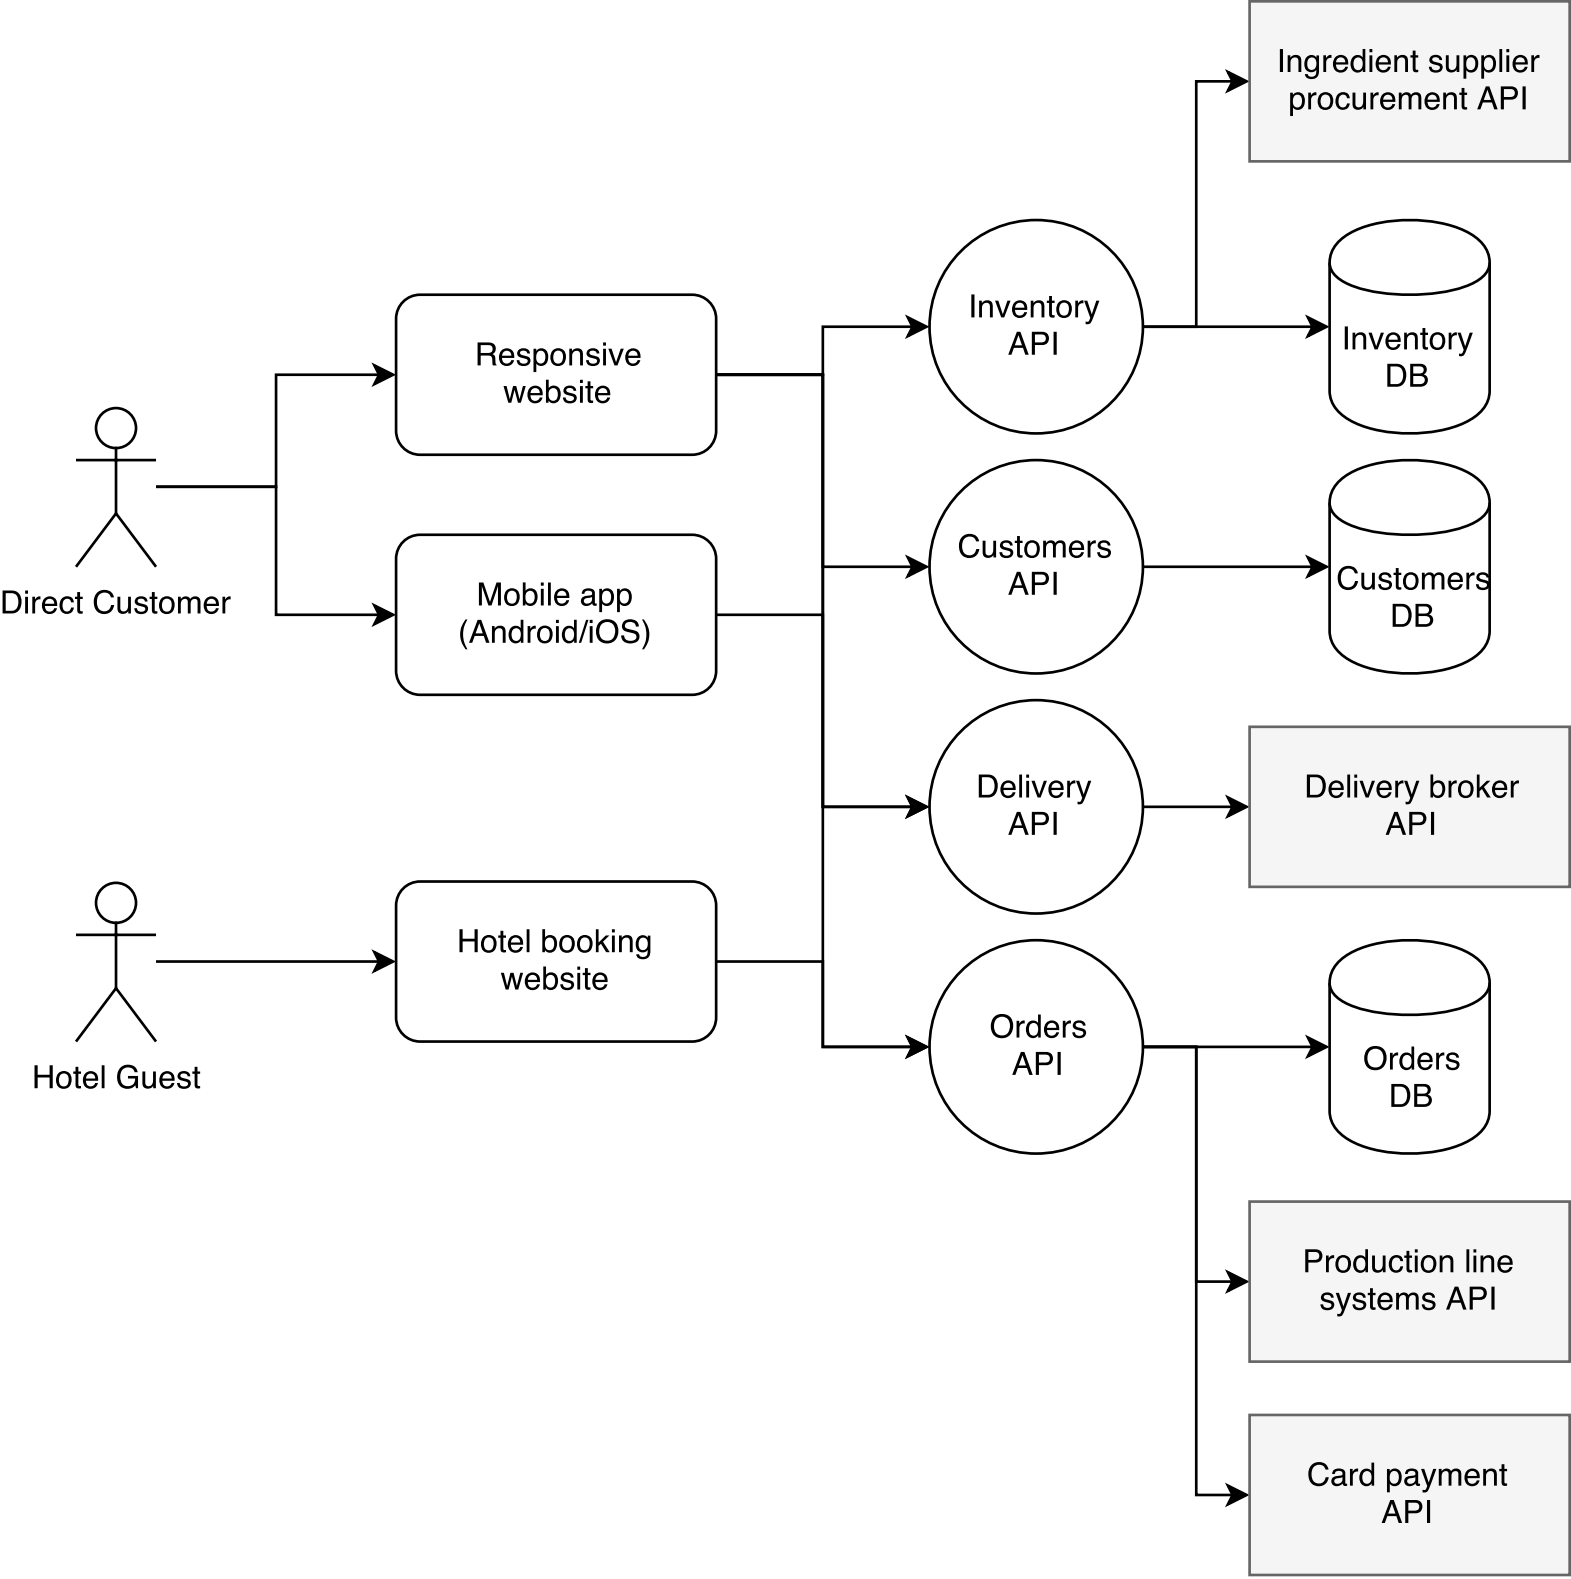 Ingredient supplier
procurement API
Inventory
API
Inventory
DB
Responsive
website
Customers
API
Customers
DB
Direct Customer
Mobile app
(Android/iOS)
Delivery
API
Delivery broker
API
Hotel booking
website
Hotel Guest
Orders
API
Orders
DB
Production line
systems API
Card payment
API